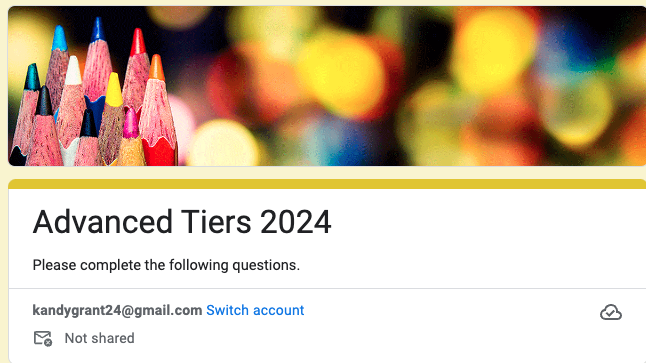 Advanced Tiers 2024
Please complete the following questions.
kandygrant24@gmail.com Switch account
Not shared